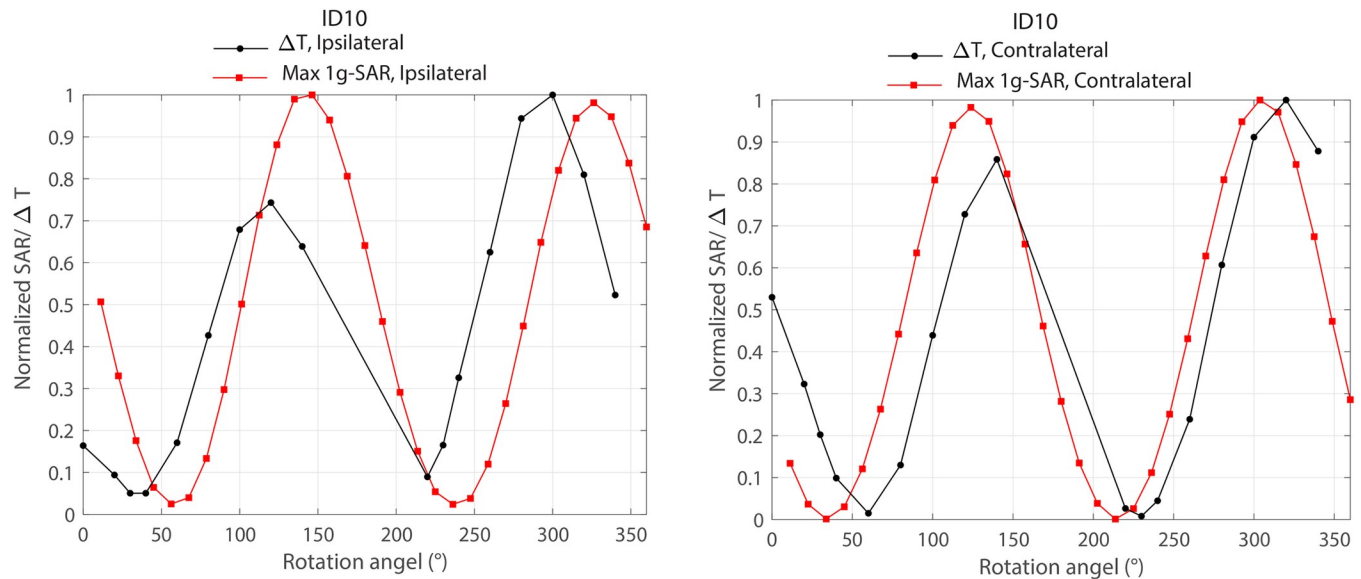 ID10
ΔT, Ipsilateral
Max 1g-SAR, Ipsilateral
1
0.9
0.8
0.7
0.6
0.5
0.4
0.3
0.2
0.1
0
0 50 100 150 200 250 300 350
Normalized SAR/ Δ T
Rotation angel (°)
ID10
ΔT, Contralateral
Max 1g-SAR, Contralateral
1
0.9
0.8
0.7
0.6
0.5
0.4
0.3
0.2
0.1
0
0 50 100 150 200 250 300 350
Normalized SAR/ Δ T
Rotation angel (°)